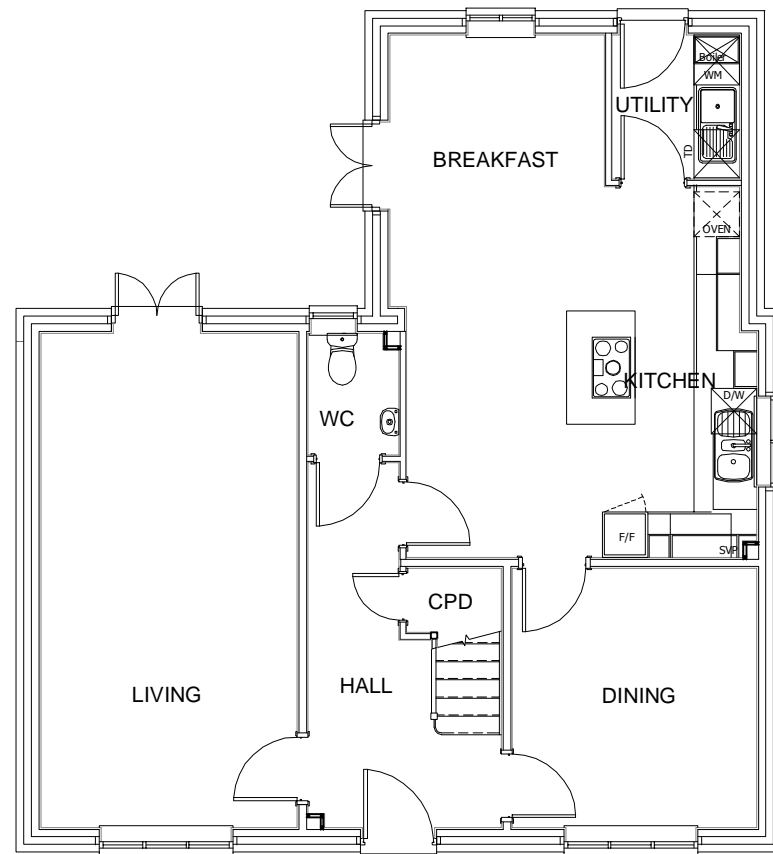 Boiler
WM
UTILITY
TD
BREAKFAST
OVEN
KITCHEN
D/W
WC
F/F
SVP
CPD
HALL
LIVING
DINING